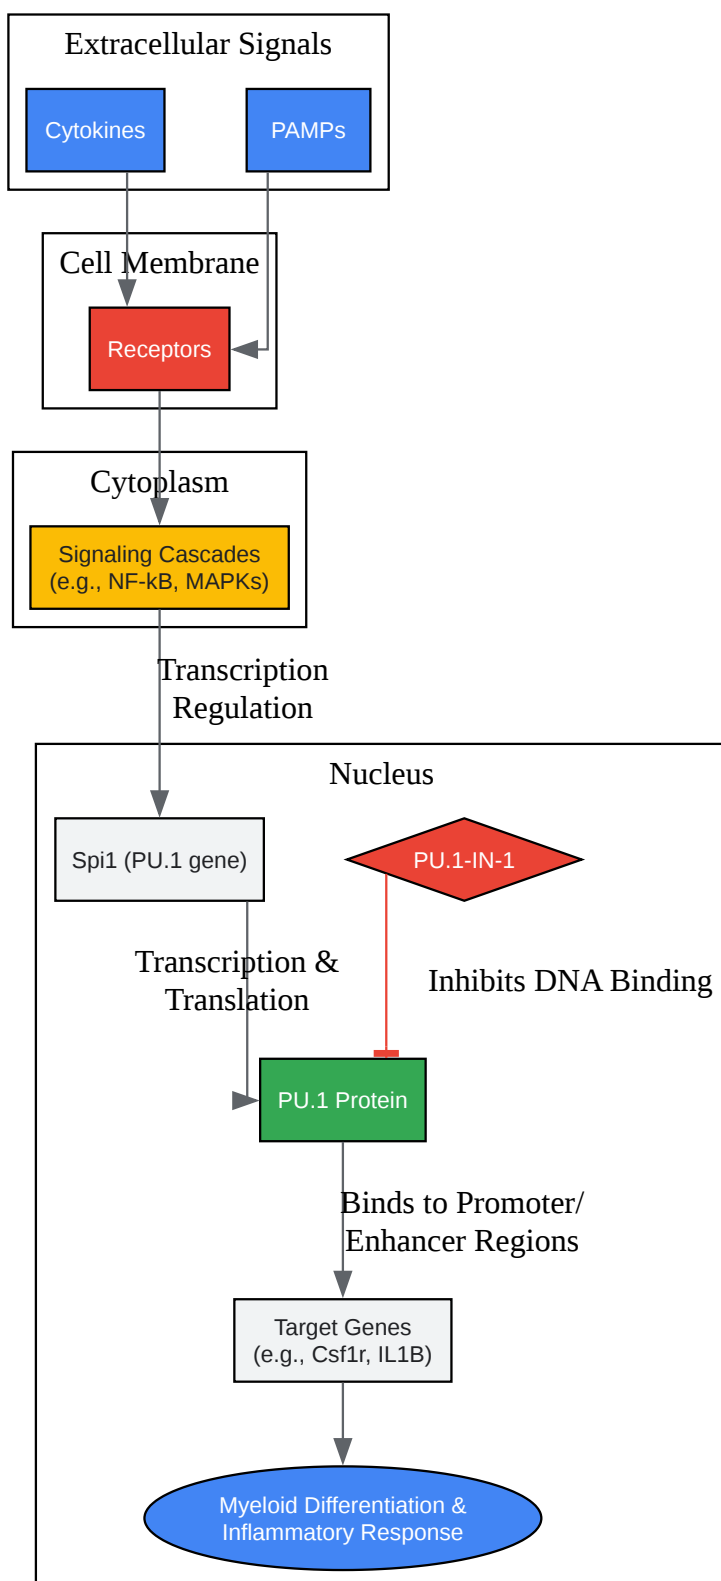 Extracellular Signals
Cytokines
PAMPs
Cell Membrane
Receptors
Cytoplasm
Signaling Cascades
(e.g., NF-kB, MAPKs)
Transcription
Regulation
Nucleus
Spi1 (PU.1 gene)
PU.1-IN-1
Transcription &
Translation
Inhibits DNA Binding
PU.1 Protein
Binds to Promoter/
Enhancer Regions
Target Genes
(e.g., Csf1r, IL1B)
Myeloid Differentiation &
Inflammatory Response